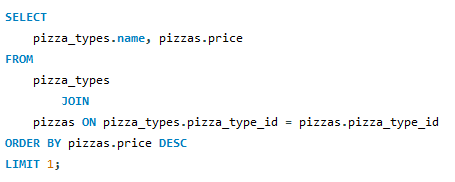 SELECT
    pizza_types.name, pizzas.price
FROM
    pizza_types
        JOIN
    pizzas ON pizza_types.pizza_type_id = pizzas.pizza_type_id
ORDER BY pizzas.price DESC
LIMIT 1;